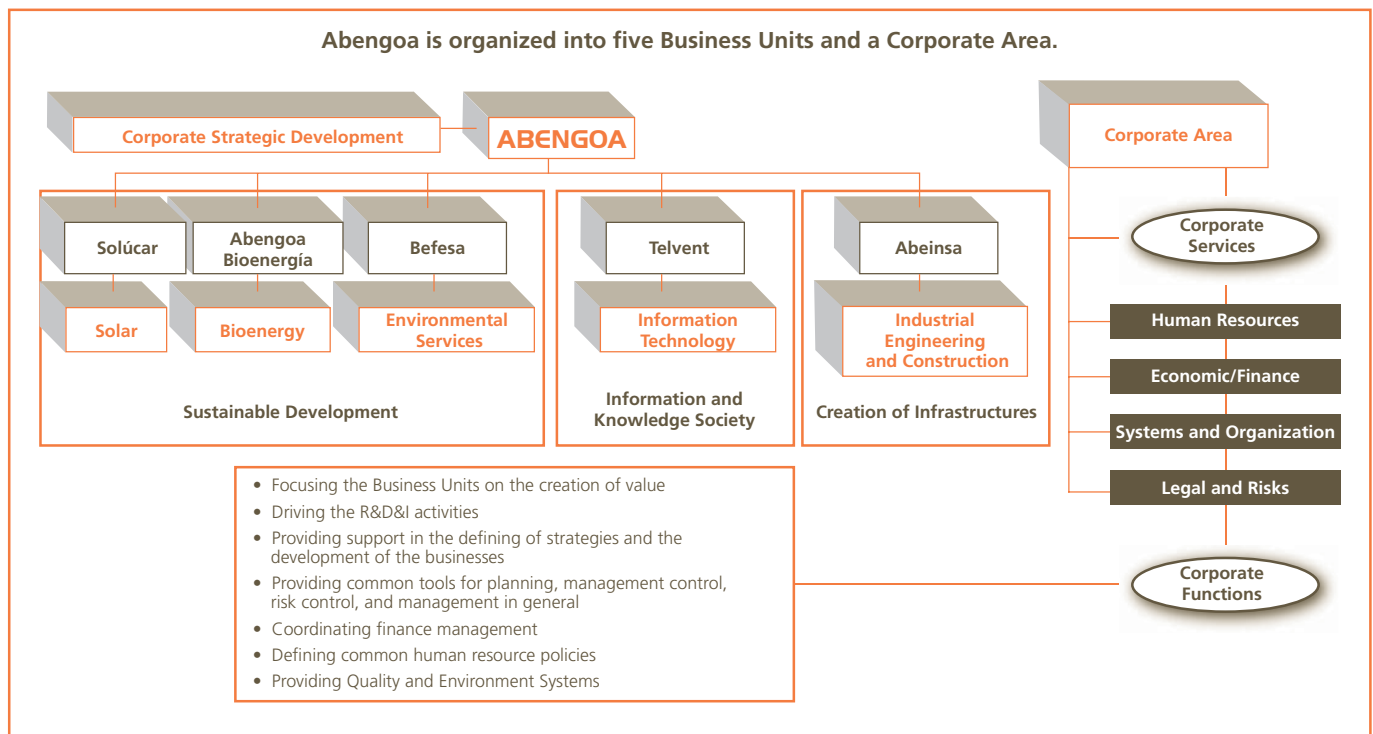 Abengoa is organized into five Business Units and a Corporate Area.
Corporate Strategic Development
ABENGOA
Corporate Area
Solúcar
Abengoa
Bioenergía
Befesa
Telvent
Abeinsa
Corporate
Services
Solar
Bioenergy
Environmental
Services
Information
Technology
Industrial
Engineering
and Construction
Human Resources
Economic/Finance
Systems and Organization
Legal and Risks
Sustainable Development
Information and
Knowledge Society
Creation of Infrastructures
• Focusing the Business Units on the creation of value
• Driving the R&D&I activities
• Providing support in the defining of strategies and the
development of the businesses
• Providing common tools for planning, management control,
risk control, and management in general
• Coordinating finance management
• Defining common human resource policies
• Providing Quality and Environment Systems
Corporate
Functions